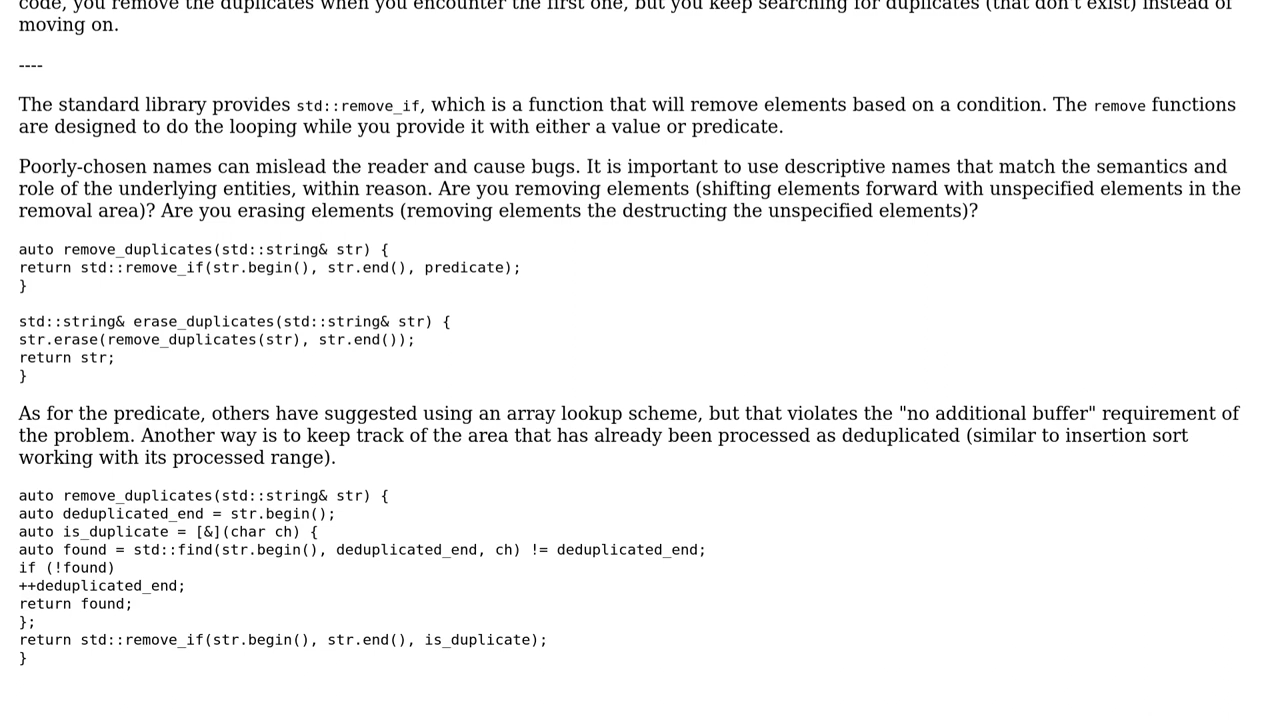 code, you remove the duplicates when you encounter the first one, but you keep searching for duplicates (that don't exist) instead of
moving on.
----
The standard library provides std::remove_if, which is a function that will remove elements based on a condition. The remove functions
are designed to do the looping while you provide it with either a value or predicate.
Poorly-chosen names can mislead the reader and cause bugs. It is important to use descriptive names that match the semantics and
role of the underlying entities, within reason. Are you removing elements (shifting elements forward with unspecified elements in the
removal area)? Are you erasing elements (removing elements the destructing the unspecified elements)?
auto remove_duplicates(std::string& str) {
return std::remove_if(str.begin(), str.end(), predicate);
}
std::string& erase_duplicates(std::string& str) {
str.erase(remove_duplicates(str), str.end());
return str;
}
As for the predicate, others have suggested using an array lookup scheme, but that violates the "no additional buffer" requirement of
the problem. Another way is to keep track of the area that has already been processed as deduplicated (similar to insertion sort
working with its processed range).
auto remove_duplicates(std::string& str) {
auto deduplicated_end = str.begin();
auto is_duplicate = [&](char ch) {
auto found = std::find(str.begin(), deduplicated_end, ch) != deduplicated_end;
if (!found)
++deduplicated_end;
return found;
};
return std::remove_if(str.begin(), str.end(), is_duplicate);
}